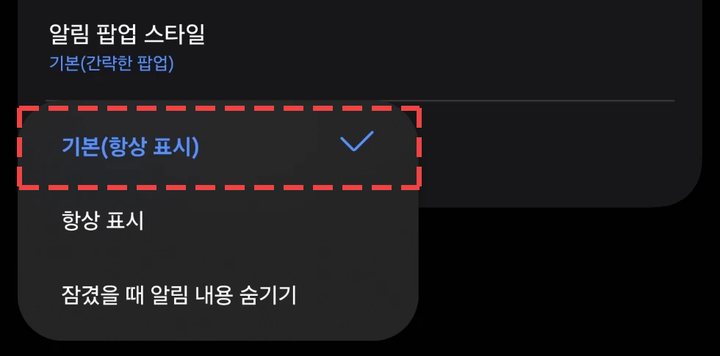 알림 팝업 스타일
기본(간략한 팝업)
기본(항상 표시)
항상 표시
잠겼을 때 알림 내용 숨기기